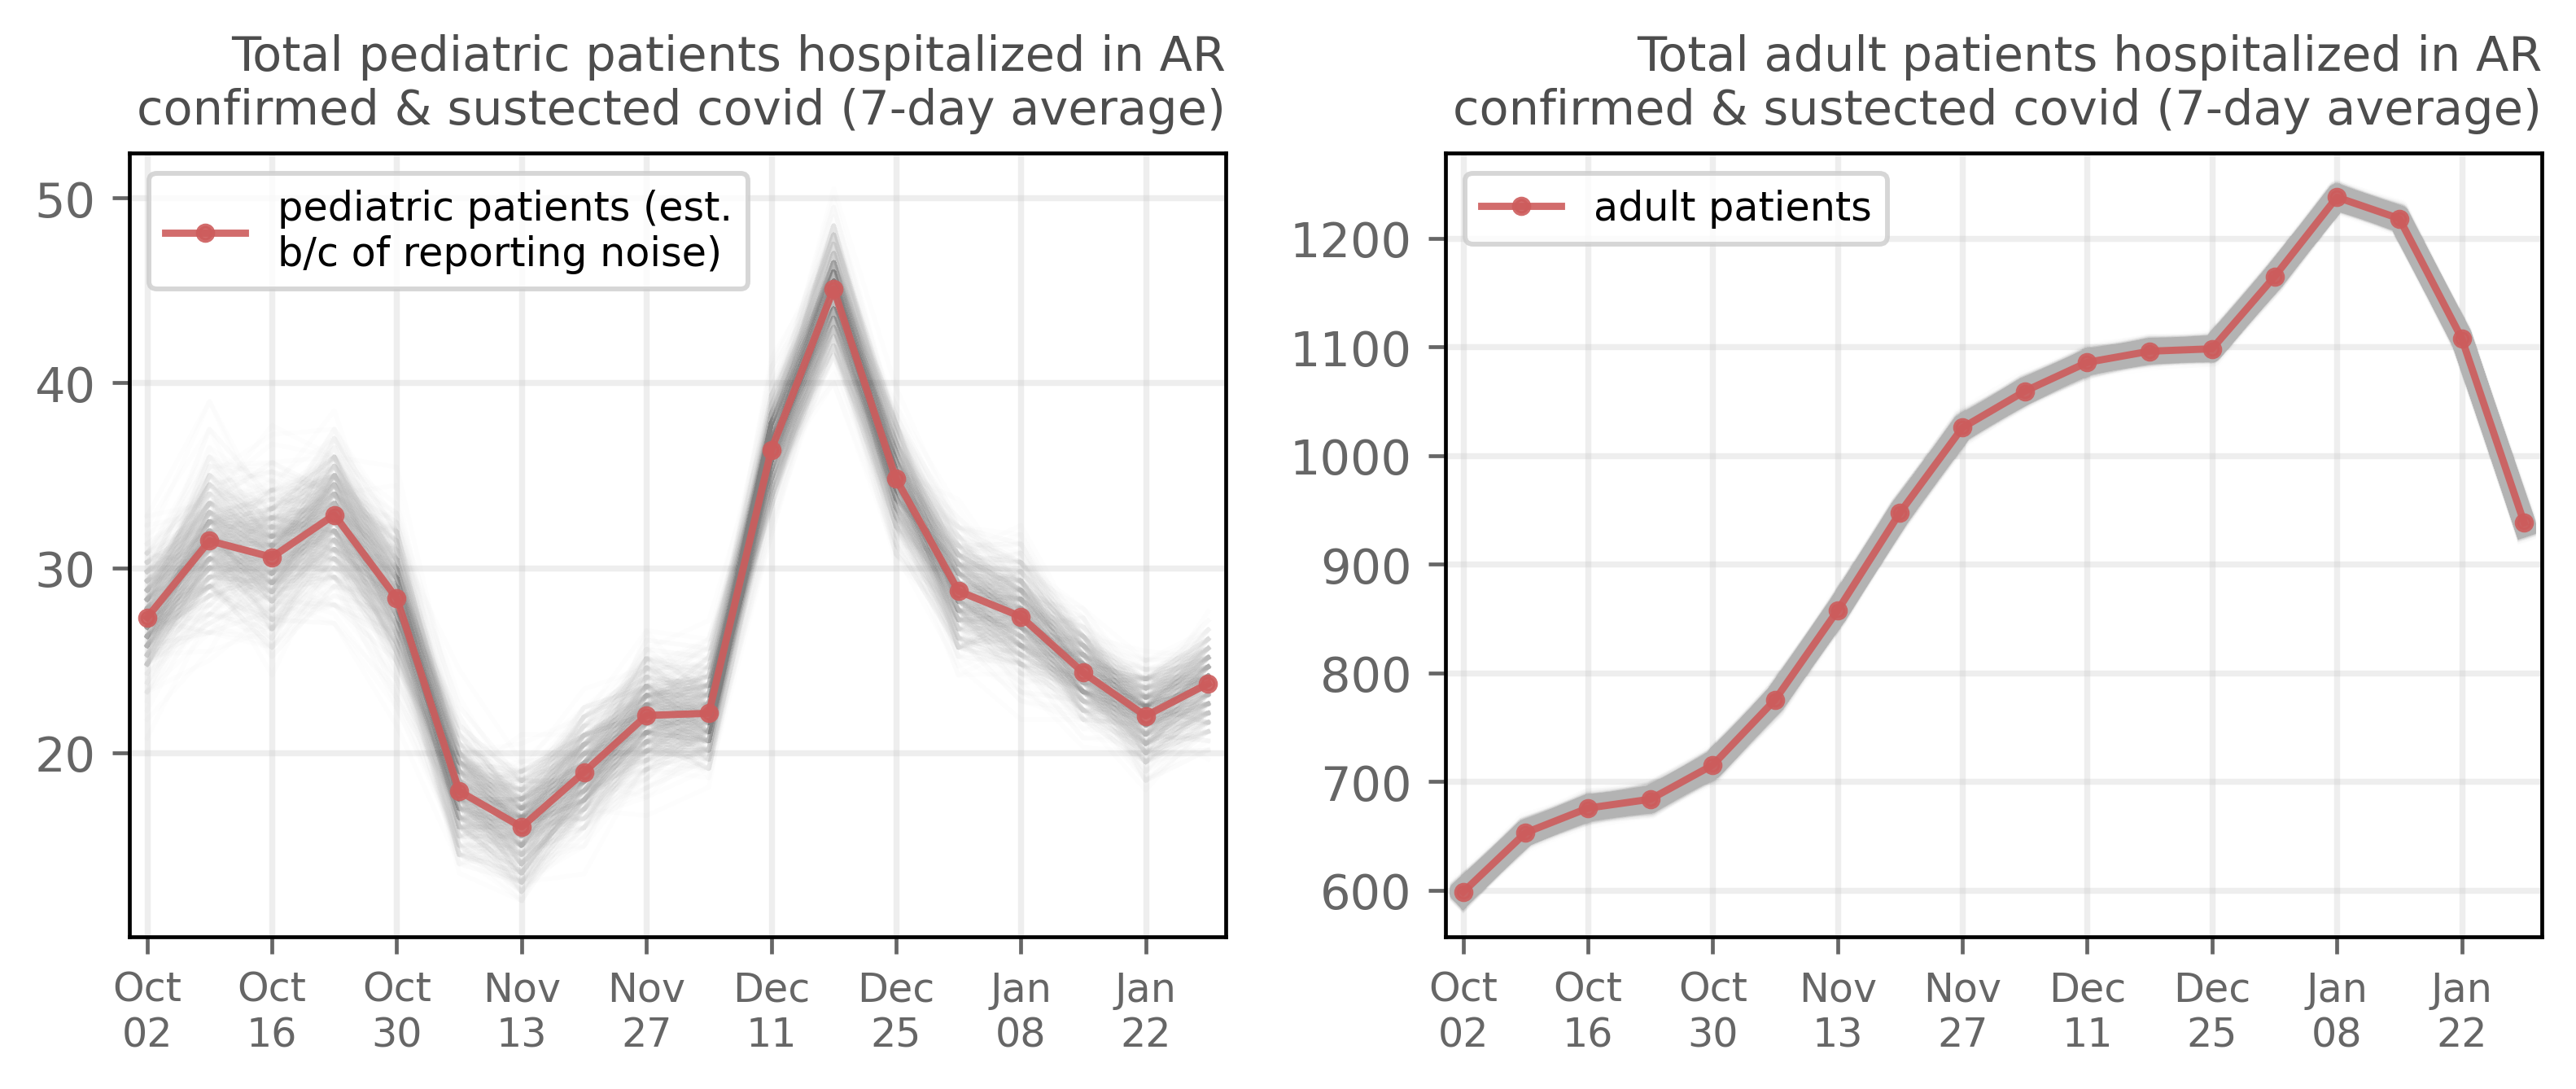 Total pediatric patients hospitalized in AR
confirmed & sustected covid (7-day average)
pediatric patients (est.
b/c of reporting noise)
50
40
30
20
Oct Oct Oct Nov Nov Dec Dec Jan Jan
02 16 30 13 27 11 25 08 22
Total adult patients hospitalized in AR
confirmed & sustected covid (7-day average)
adult patients
1200
1100
1000
900
800
700
600
Oct Oct Oct Nov Nov Dec Dec Jan Jan
02 16 30 13 27 11 25 08 22